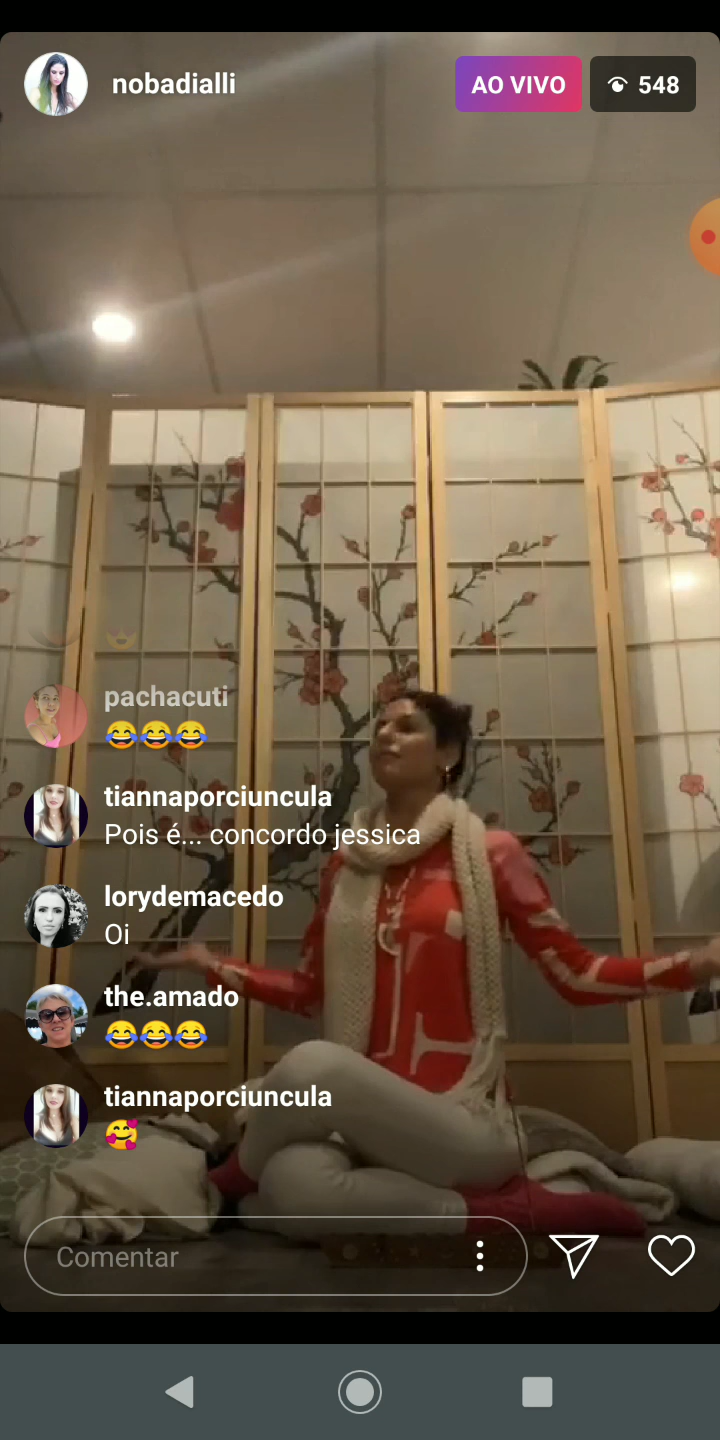 nobadialli
AO VIVO
548
pachacuti
😂😂😂
tiannaporciuncula
Pois é... concordo jessica
lorydemacedo
Oi
the.amado
😂😂😂
tiannaporciuncula
🥰
Comentar